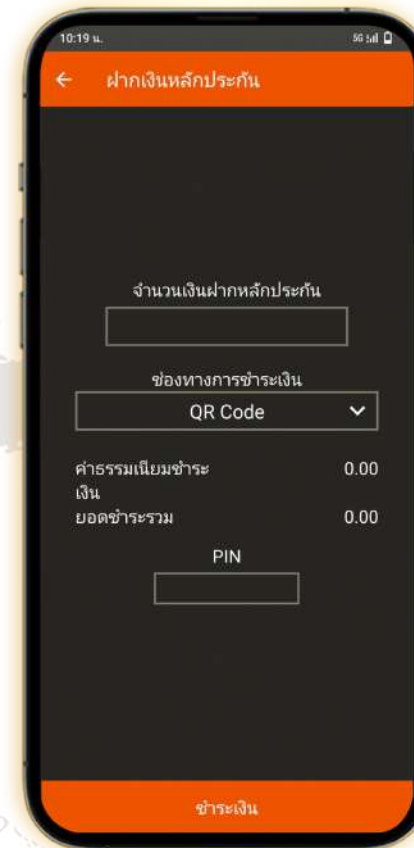 10:19 น.
5G
ฝากเงินหลักประกัน
จำนวนเงินฝากหลักประกัน
ช่องทางการชำระเงิน
QR Code
ค่าธรรมเนียมชำระ 0.00
เงิน
ยอดชำระรวม 0.00
PIN
ชำระเงิน